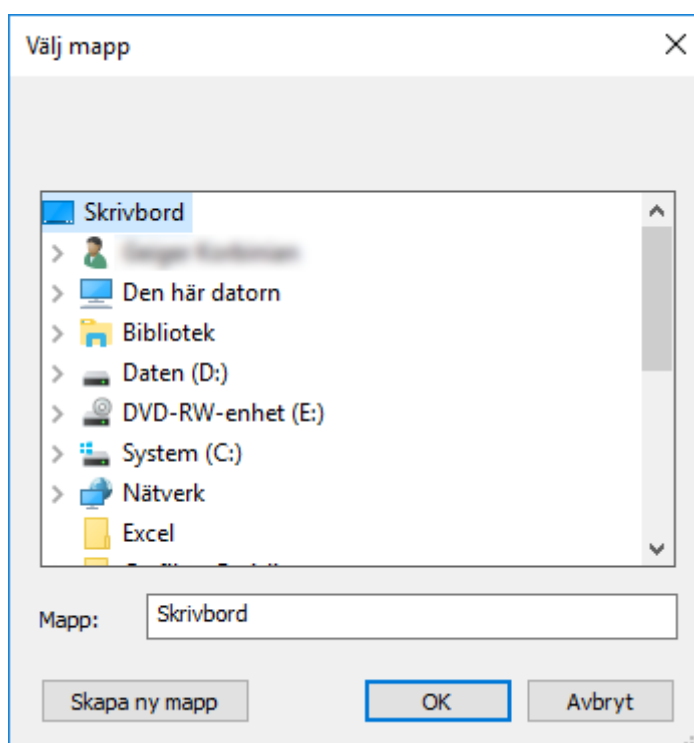 Välj mapp
Skrivbord
Den här datorn
Bibliotek
Daten (D:)
DVD-RW-enhet (E:)
System (C:)
Nätverk
Excel
Mapp:
Skrivbord
Skapa ny mapp
OK
Avbryt